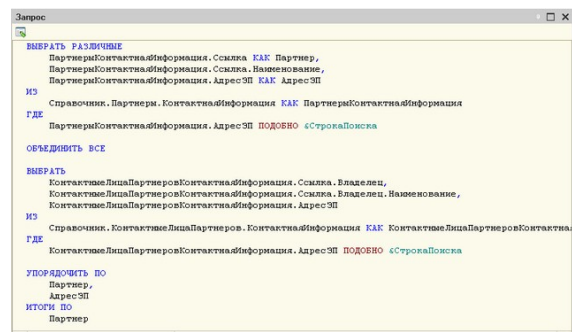 Запрос
ВЫБРАТЬ РАЗЛИЧНЫЕ
ПартнерыКонтактнаяИнформация.Ссылка КАК Партнер,
ПартнерыКонтактнаяИнформация.Ссылка.Наименование,
ПартнерыКонтактнаяИнформация.АдресЭП КАК АдресЭП
ИЗ
Справочник.Партнеры.КонтактнаяИнформация КАК ПартнерыКонтактнаяИнформация
ГДЕ
ПартнерыКонтактнаяИнформация.АдресЭП ПОДОБНО &СтрокаПоиска
ОБЪЕДИНИТЬ ВСЕ
ВЫБРАТЬ
КонтактныеЛицаПартнеровКонтактнаяИнформация.Ссылка.Владелец,
КонтактныеЛицаПартнеровКонтактнаяИнформация.Ссылка.Владелец.Наименование,
КонтактныеЛицаПартнеровКонтактнаяИнформация.АдресЭП
ИЗ
Справочник.КонтактныеЛицаПартнеров.КонтактнаяИнформация КАК КонтактныеЛицаПартнеровКонтактна
ГДЕ
КонтактныеЛицаПартнеровКонтактнаяИнформация.АдресЭП ПОДОБНО &СтрокаПоиска
УПОРЯДОЧИТЬ ПО
Партнер,
АдресЭП
ИТОГИ ПО
Партнер